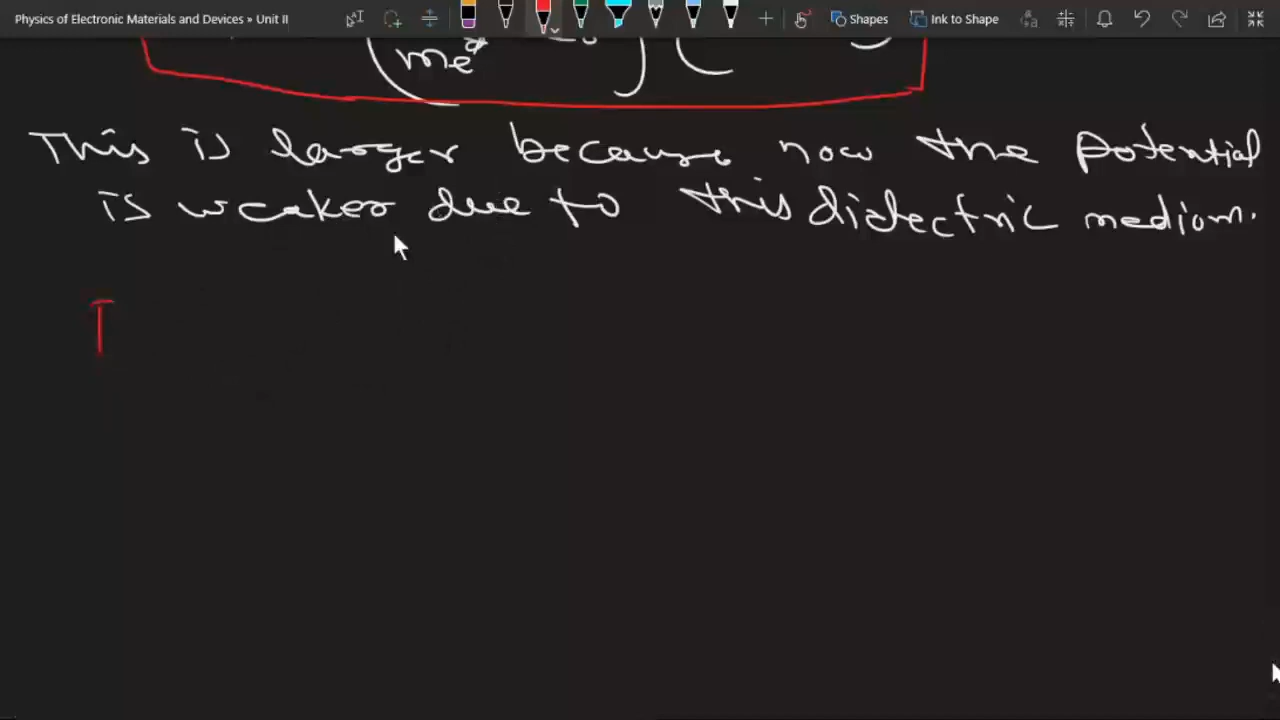 Physics of Electronic Materials and Devices » Unit II
Shapes
Ink to Shape
me*
This is larger because now the potential
is weaker due to this dielectric medium.